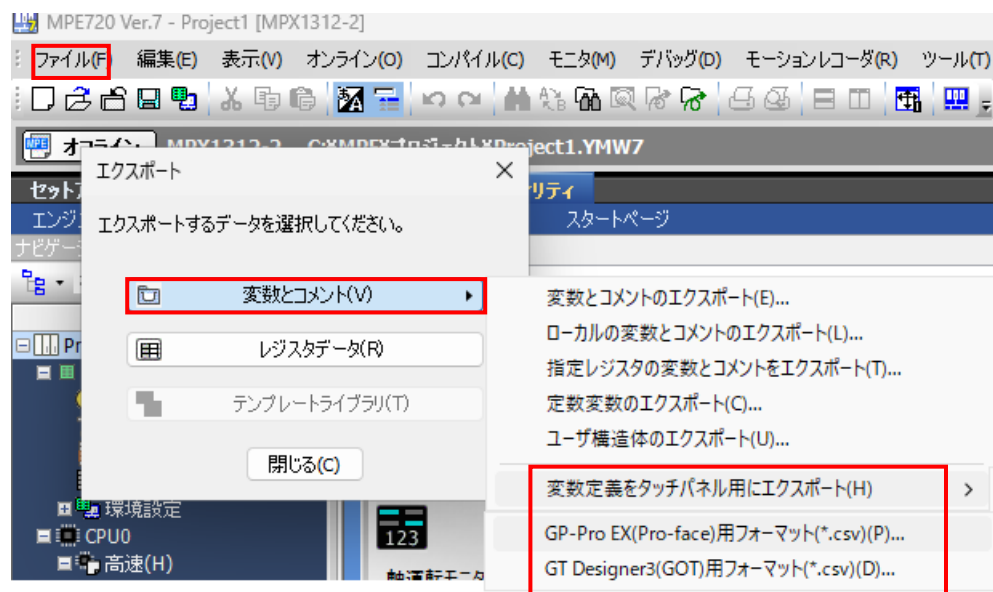 MPE720 Ver.7 - Project1 [MPX1312-2]
ファイル(F) 編集(E) 表示(V) オンライン(O) コンパイル(C) モニタ(M) デバッグ(D) モーションレコーダ(R) ツール(T)
MPE オフライン MPX1312-2 C:¥MPEXプロジェクト¥Project1.YMW7
エクスポート
エクスポートするデータを選択してください。
変数とコメント(V)
レジスタデータ(R)
テンプレートライブラリ(T)
閉じる(C)
変数とコメントのエクスポート(E)...
ローカルの変数とコメントのエクスポート(L)...
指定レジスタの変数とコメントをエクスポート(T)...
定数変数のエクスポート(C)...
ユーザ構造体のエクスポート(U)...
変数定義をタッチパネル用にエクスポート(H)
GP-Pro EX(Pro-face)用フォーマット(*.csv)(P)...
GT Designer3(GOT)用フォーマット(*.csv)(D)...
スタートページ
環境設定
CPU0
高速(H)
123